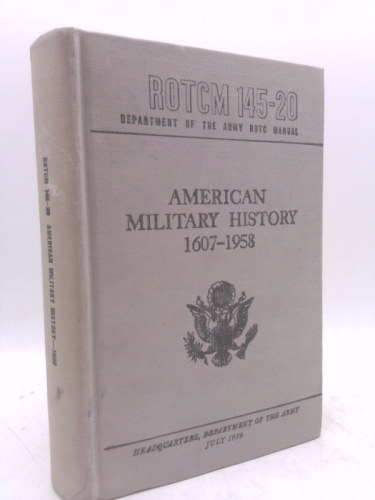 ROTCM 145-20
DEPARTMENT OF THE ARMY ROTC MANUAL
AMERICAN
MILITARY HISTORY
1607-1958
HEADQUARTERS, DEPARTMENT OF THE ARMY
JULY 1959
ROTCM 145-20 AMERICAN MILITARY HISTORY—1959